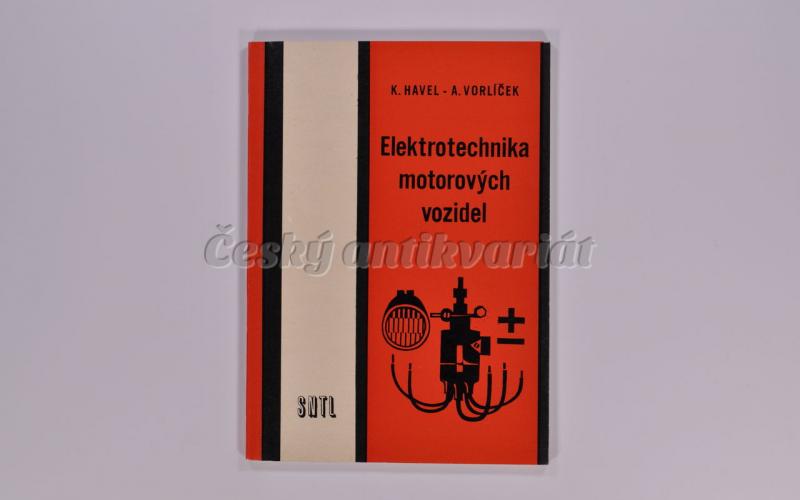 K. HAVEL - A. VORLÍČEK
Elektrotechnika
motorových
vozidel
Český antikvariát
SNTL